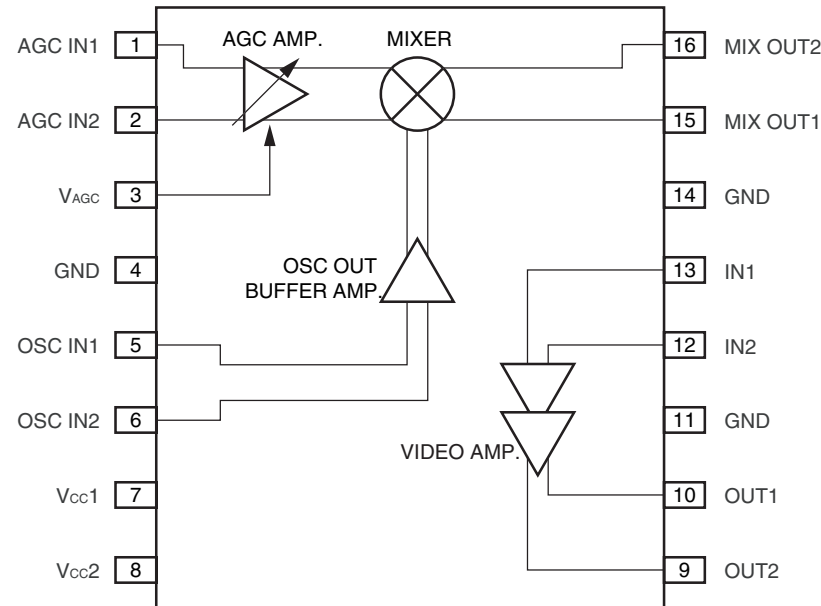 AGC IN1 1 AGC AMP. MIXER 16 MIX OUT2
AGC IN2 2 15 MIX OUT1
VAGC 3 14 GND
GND 4 OSC OUT 13 IN1
BUFFER AMP.
OSC IN1 5 12 IN2
OSC IN2 6 11 GND
VIDEO AMP.
VCC1 7 10 OUT1
VCC2 8 9 OUT2